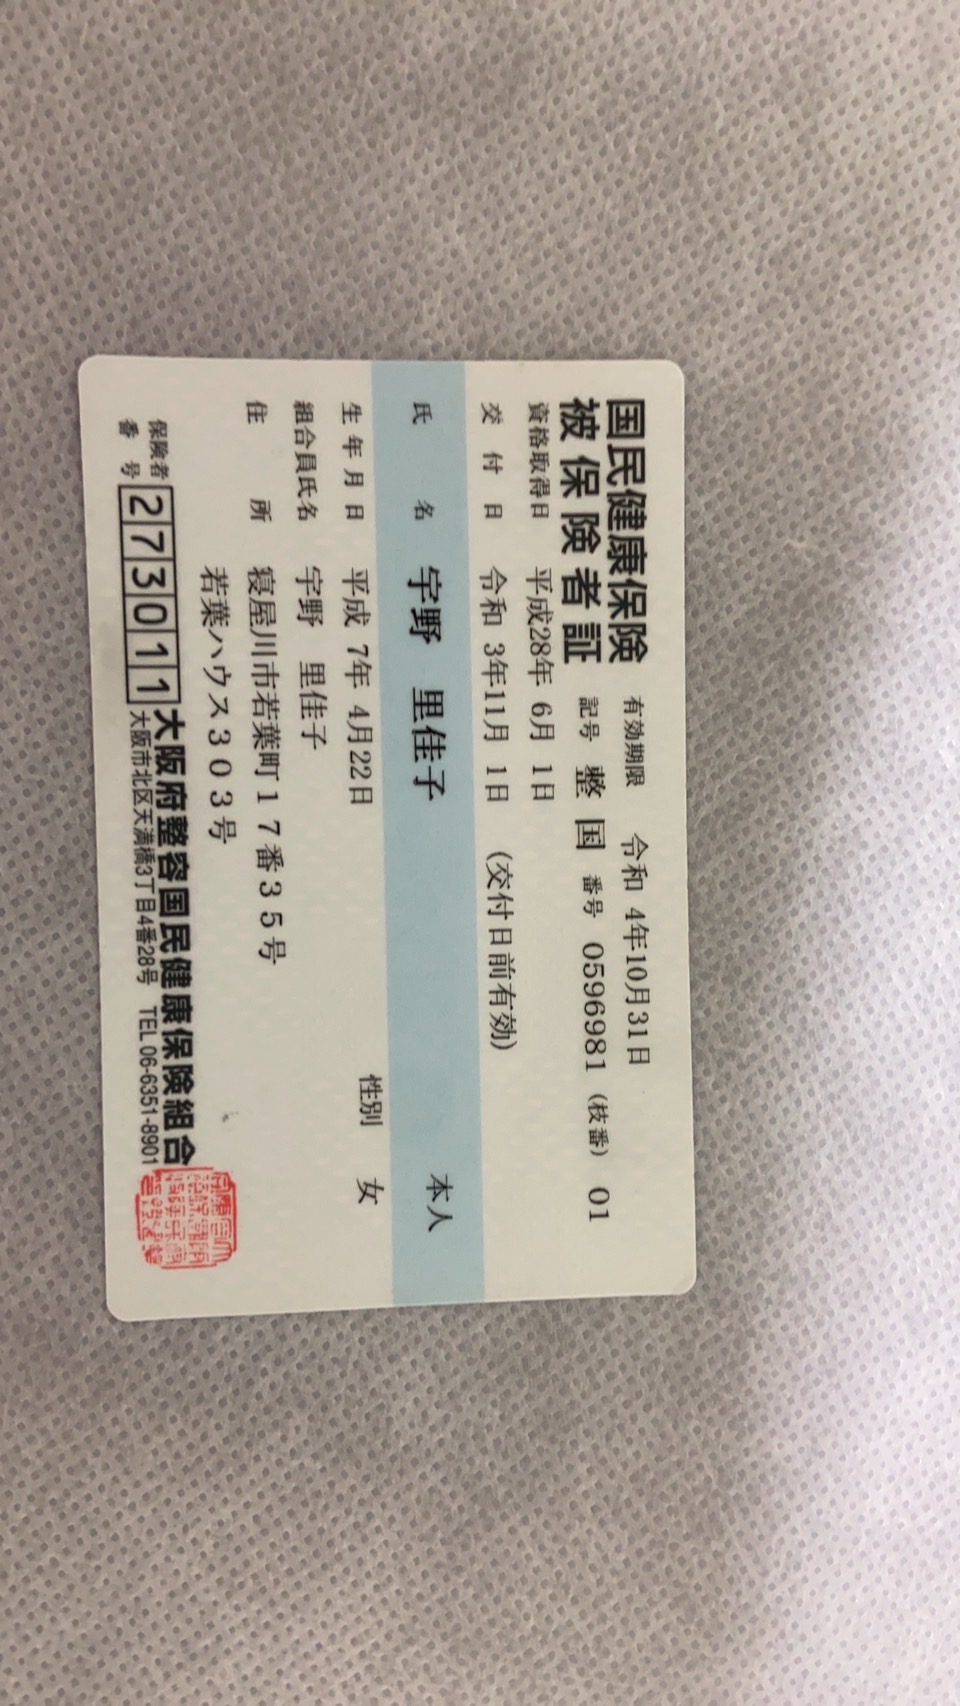 国民健康保険
被保険者証
有効期限 令和 4年10月31日
記号 整国 番号 0596981 (枝番) 01
資格取得日 平成28年 6月 1日
交付日 令和 3年11月 1日 (交付日前有効)
氏名 宇野 里佳子 本人
生年月日 平成 7年 4月22日 性別 女
組合員氏名 宇野 里佳子
住所 寝屋川市若葉町17番35号
若葉ハウス303号
保険者番号 273011 大阪府整容国民健康保険組合
大阪市北区天満橋3丁目4番28号 TEL 06-6351-8901